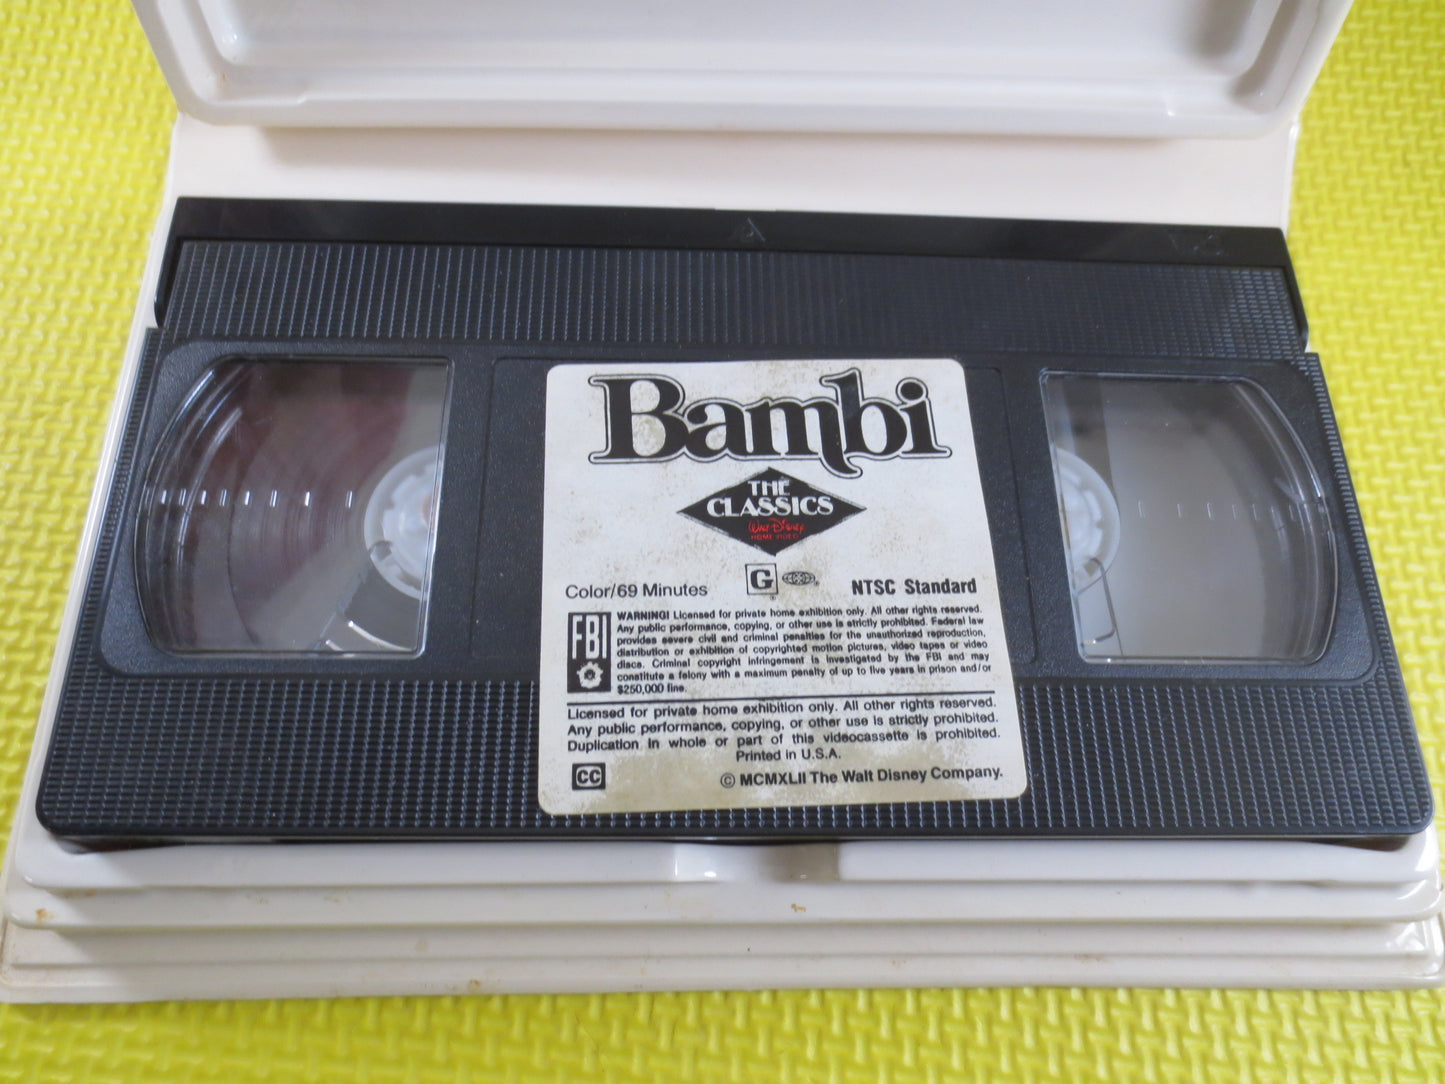 Bambi
THE
CLASSICS
WALT DISNEY
HOME VIDEO
G
Color/69 Minutes
NTSC Standard
FBI
WARNING! Licensed for private home exhibition only. All other rights reserved.
Any public performance, copying, or other use is strictly prohibited. Federal law
provides severe civil and criminal penalties for the unauthorized reproduction,
distribution or exhibition of copyrighted motion pictures, video tapes or video
discs. Criminal copyright infringement is investigated by the FBI and may
constitute a felony with a maximum penalty of up to five years in prison and/or
$250,000 fine.
Licensed for private home exhibition only. All other rights reserved.
Any public performance, copying, or other use is strictly prohibited.
Duplication in whole or part of this videocassette is prohibited.
Printed in U.S.A.
CC
© MCMXLII The Walt Disney Company.